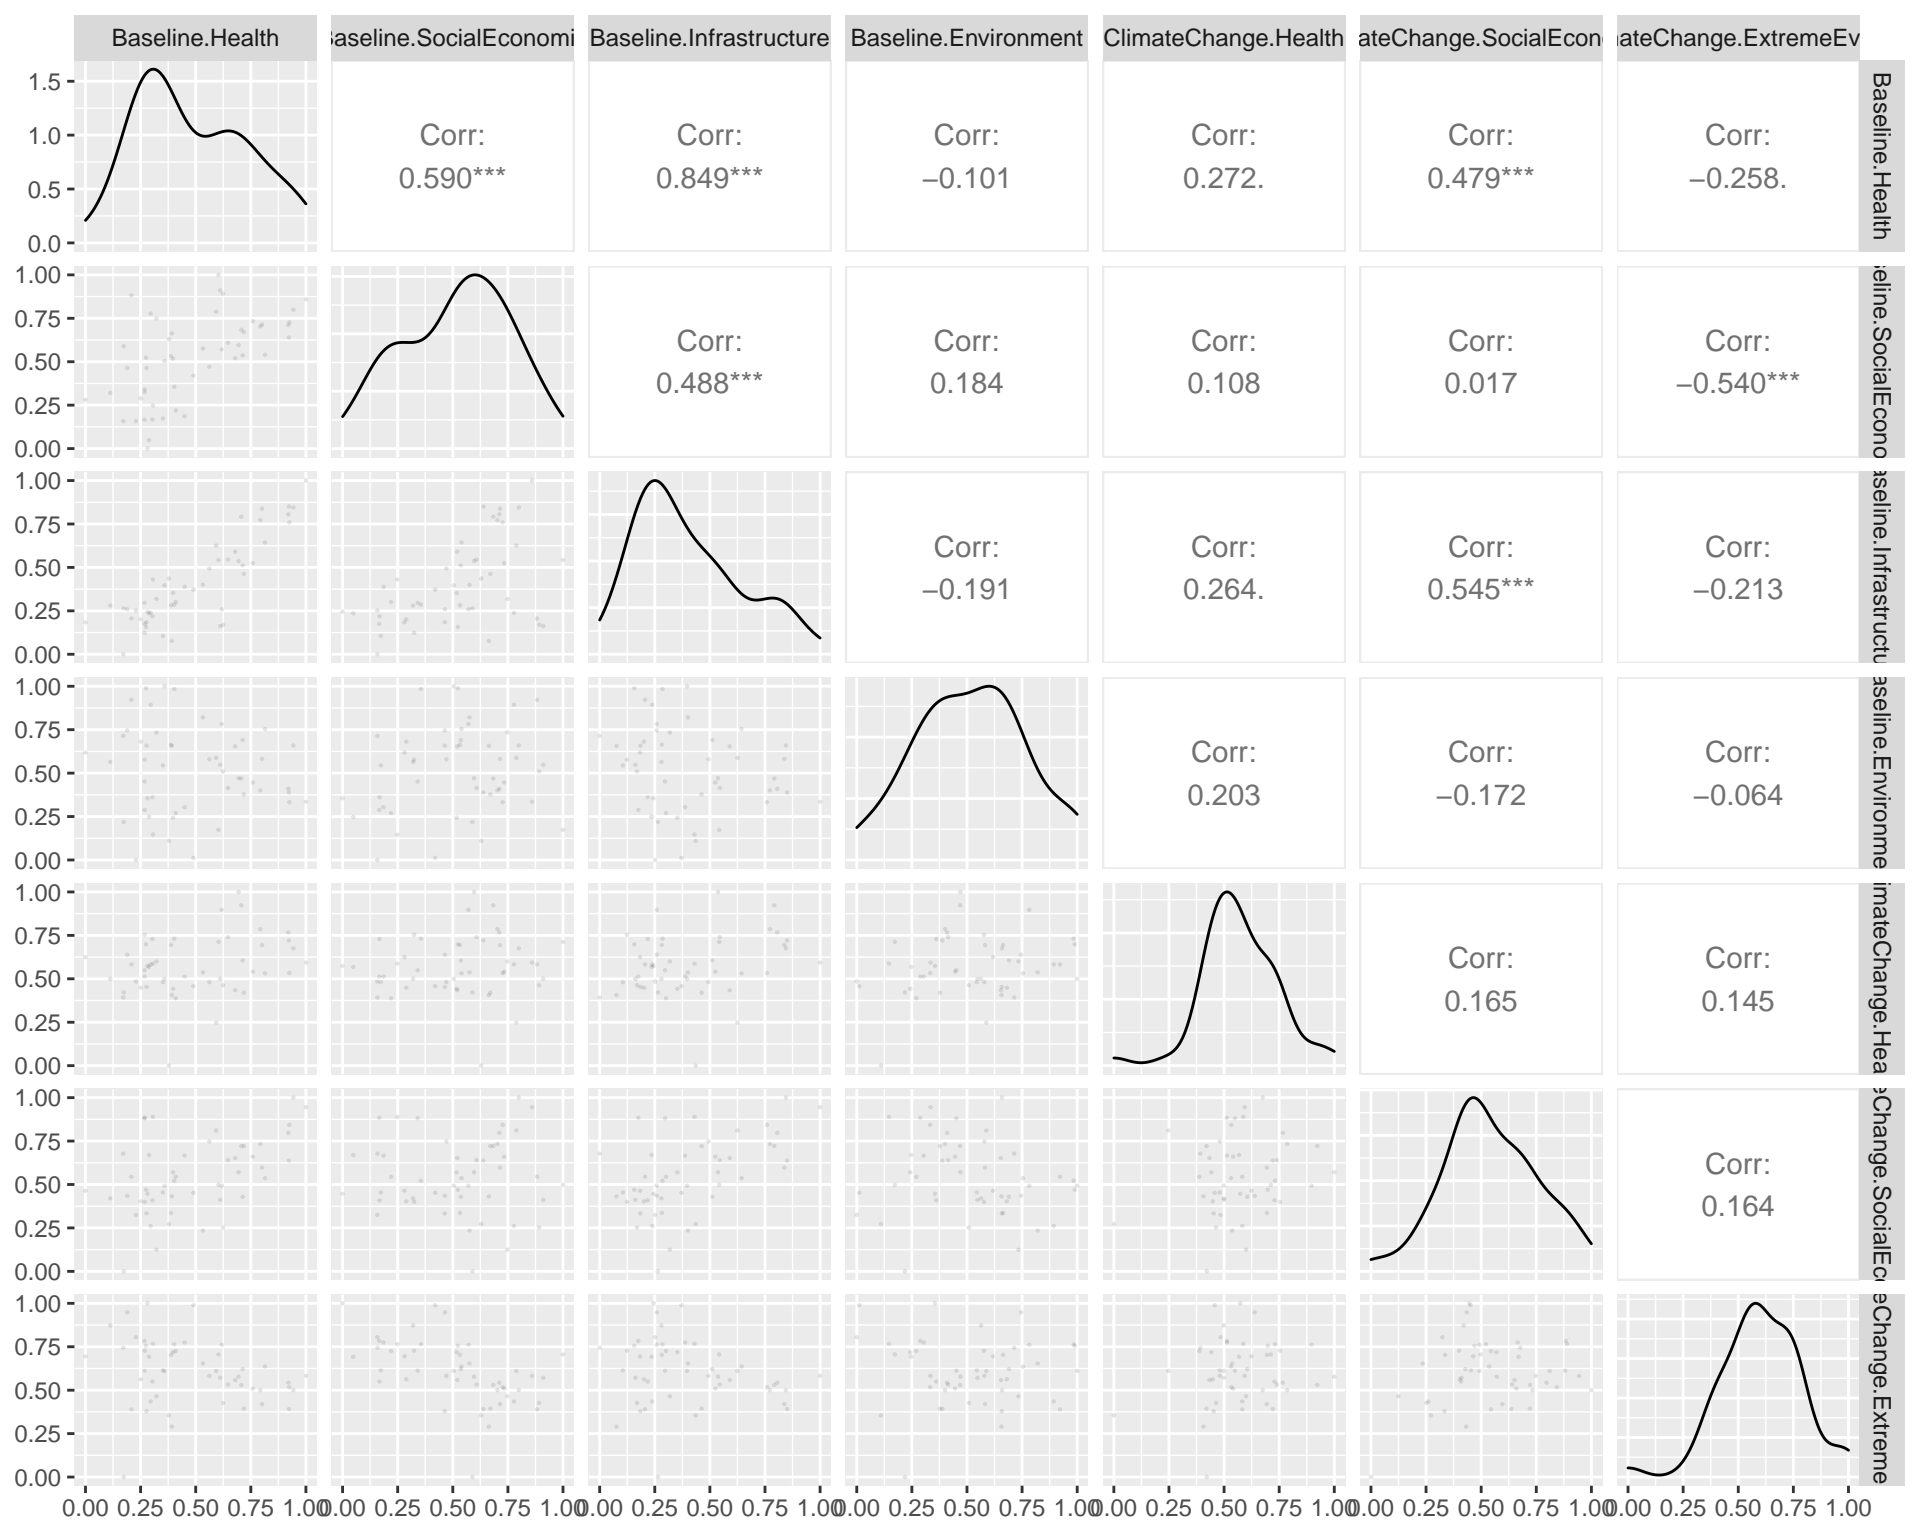 Baseline.Health
Baseline.SocialEconomi
Baseline.Infrastructure
Baseline.Environment
ClimateChange.Health
ateChange.SocialEcon
ateChange.ExtremeEv
1.5
1.0
0.5
0.0
Corr:
0.590***
Corr:
0.849***
Corr:
−0.101
Corr:
0.272.
Corr:
0.479***
Corr:
−0.258.
Baseline.Health
1.00
0.75
0.50
0.25
0.00
Corr:
0.488***
Corr:
0.184
Corr:
0.108
Corr:
0.017
Corr:
−0.540***
eline.SocialEcono
1.00
0.75
0.50
0.25
0.00
Corr:
−0.191
Corr:
0.264.
Corr:
0.545***
Corr:
−0.213
aseline.Infrastructu
1.00
0.75
0.50
0.25
0.00
Corr:
0.203
Corr:
−0.172
Corr:
−0.064
aseline.Environme
1.00
0.75
0.50
0.25
0.00
Corr:
0.165
Corr:
0.145
imateChange.Hea
1.00
0.75
0.50
0.25
0.00
Corr:
0.164
eChange.SocialEc
1.00
0.75
0.50
0.25
0.00
eChange.Extreme
0.00 0.25 0.50 0.75 1.00
0.00 0.25 0.50 0.75 1.00
0.00 0.25 0.50 0.75 1.00
0.00 0.25 0.50 0.75 1.00
0.00 0.25 0.50 0.75 1.00
0.00 0.25 0.50 0.75 1.00
0.00 0.25 0.50 0.75 1.00